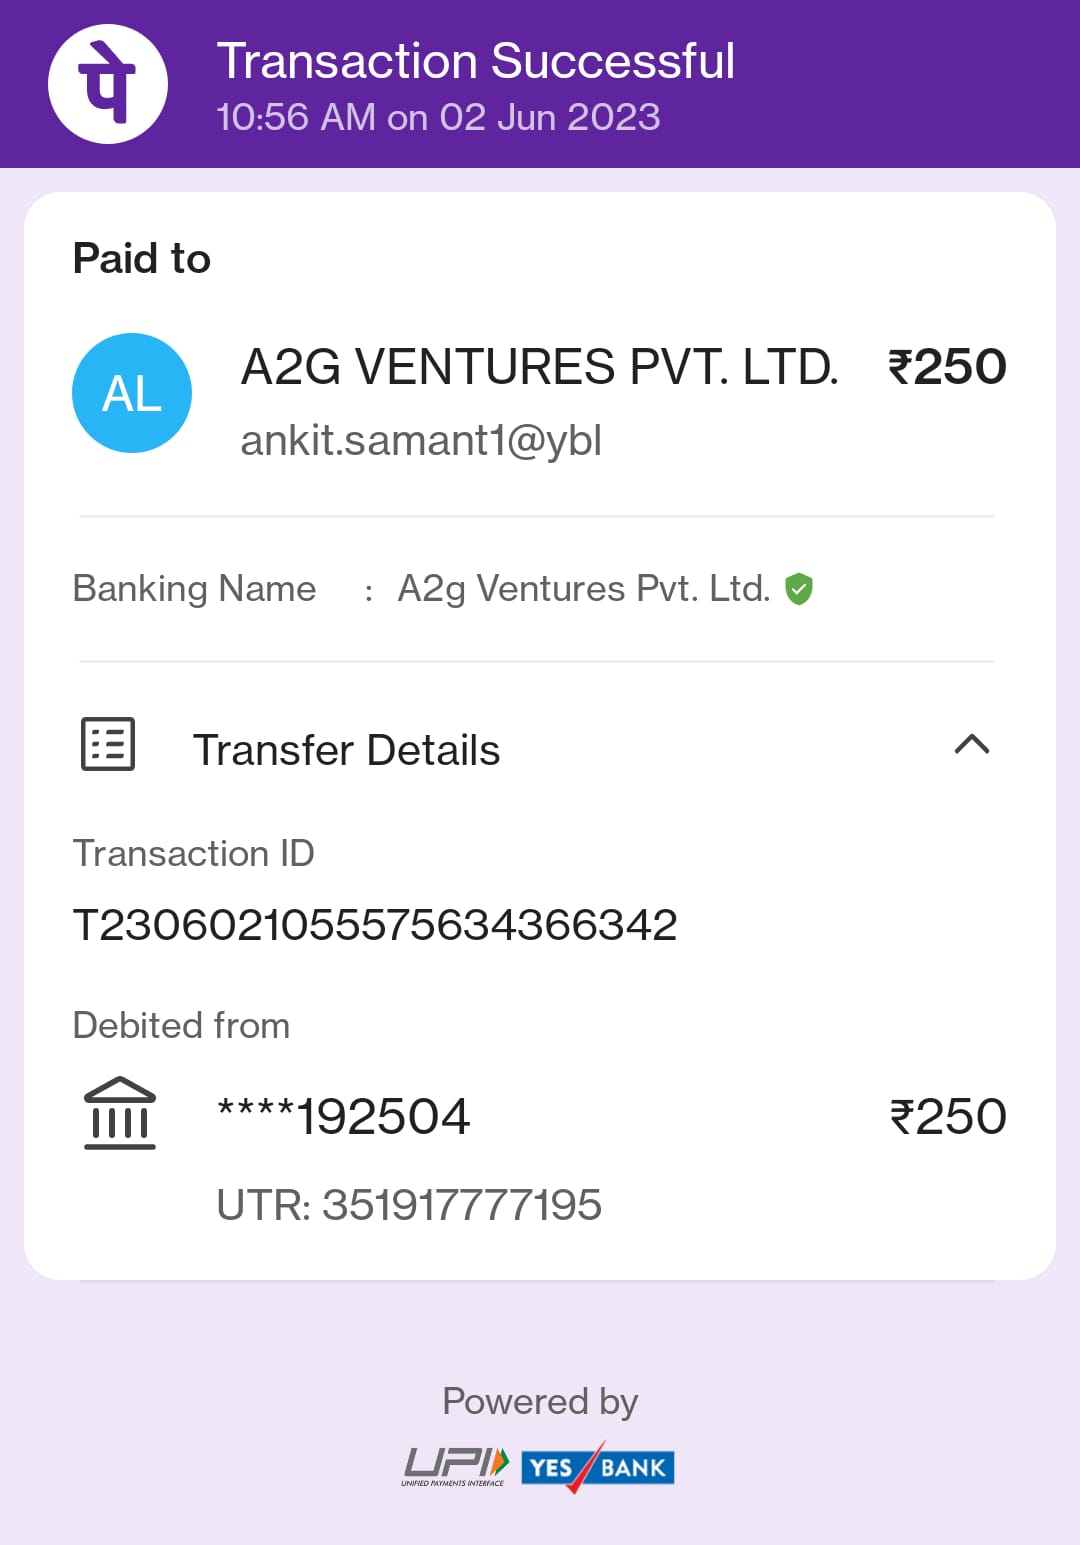 पे
Transaction Successful
10:56 AM on 02 Jun 2023
Paid to
AL
A2G VENTURES PVT. LTD. ₹250
ankit.samant1@ybl
Banking Name : A2g Ventures Pvt. Ltd.
Transfer Details
Transaction ID
T2306021055575634366342
Debited from
****192504 ₹250
UTR: 351917777195
Powered by
UPI
UNIFIED PAYMENTS INTERFACE
YES BANK